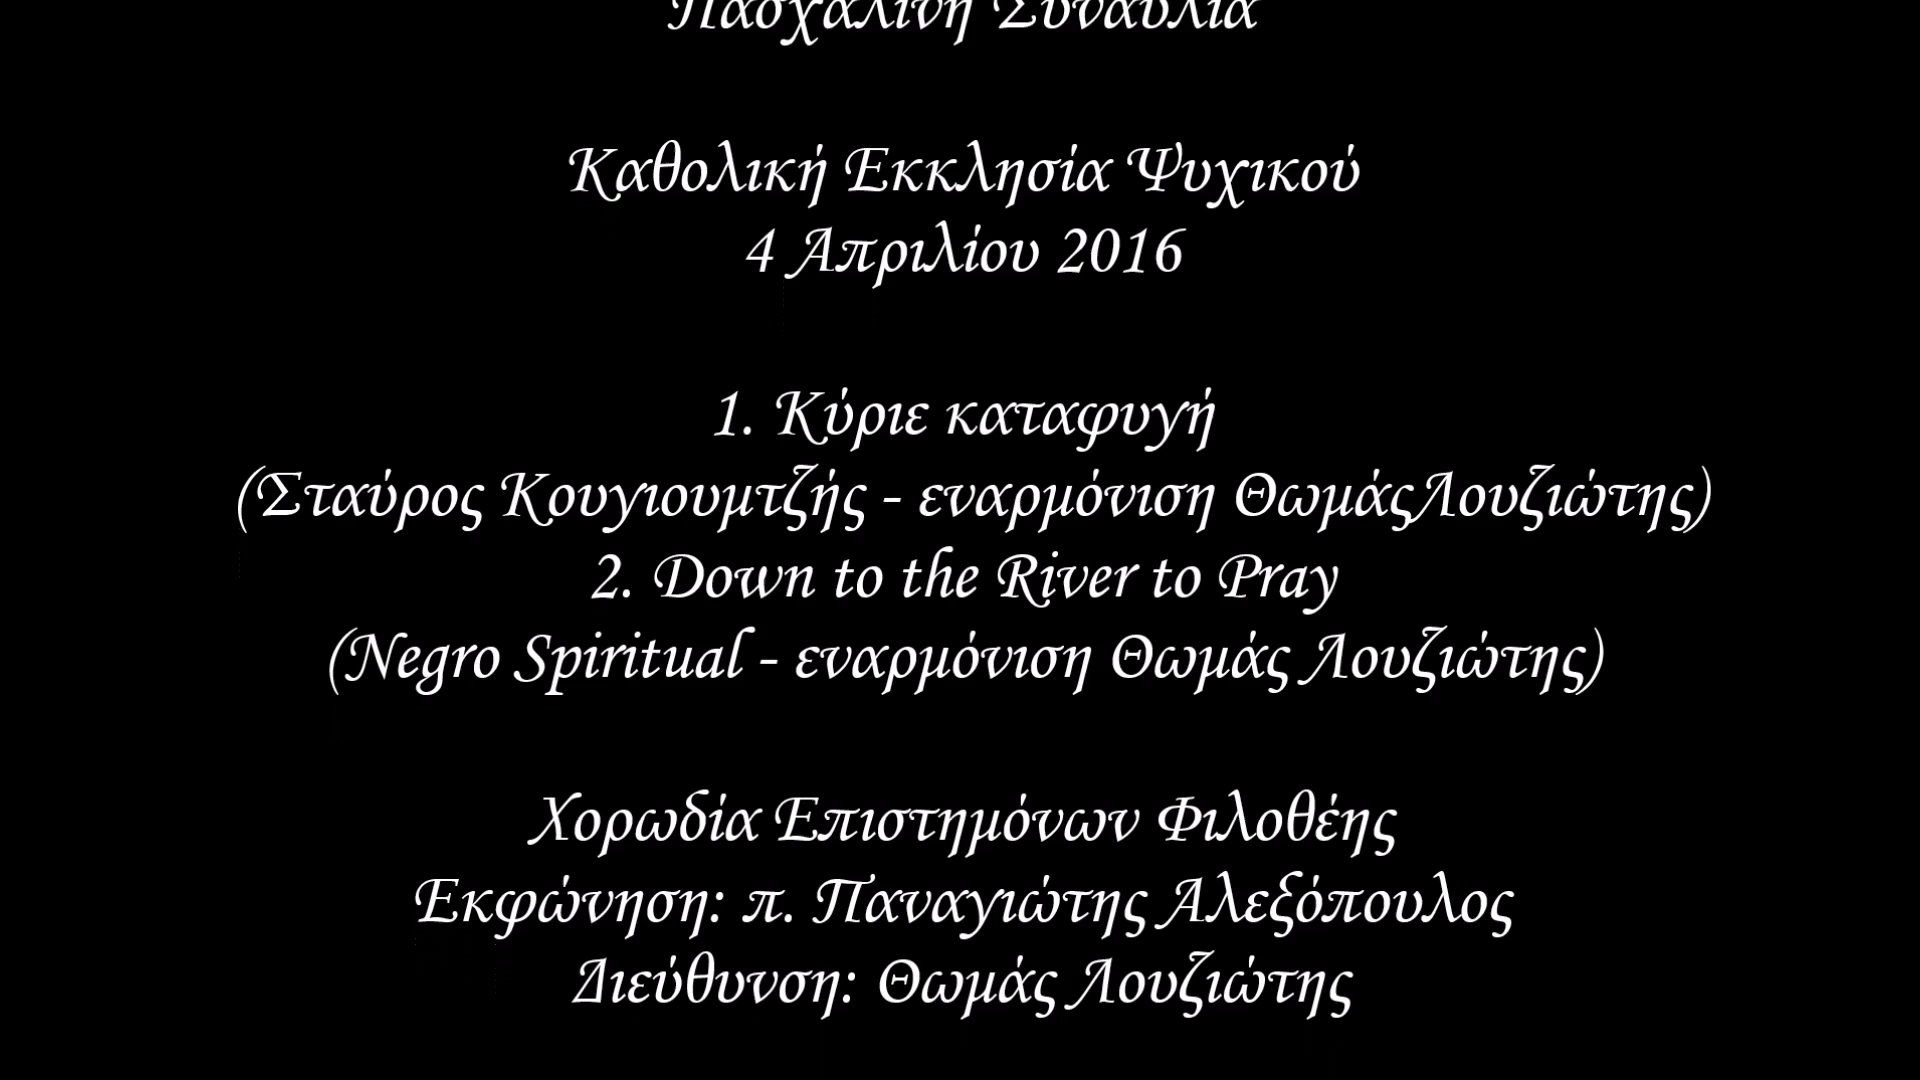 Πασχαλινή Συναυλία
Καθολική Εκκλησία Ψυχικού
4 Απριλίου 2016
1. Κύριε καταφυγή
(Σταύρος Κουγιουμτζής - εναρμόνιση ΘωμάςΛουζιώτης)
2. Down to the River to Pray
(Negro Spiritual - εναρμόνιση Θωμάς Λουζιώτης)
Χορωδία Επιστημόνων Φιλοθέης
Εκφώνηση: π. Παναγιώτης Αλεξόπουλος
Διεύθυνση: Θωμάς Λουζιώτης